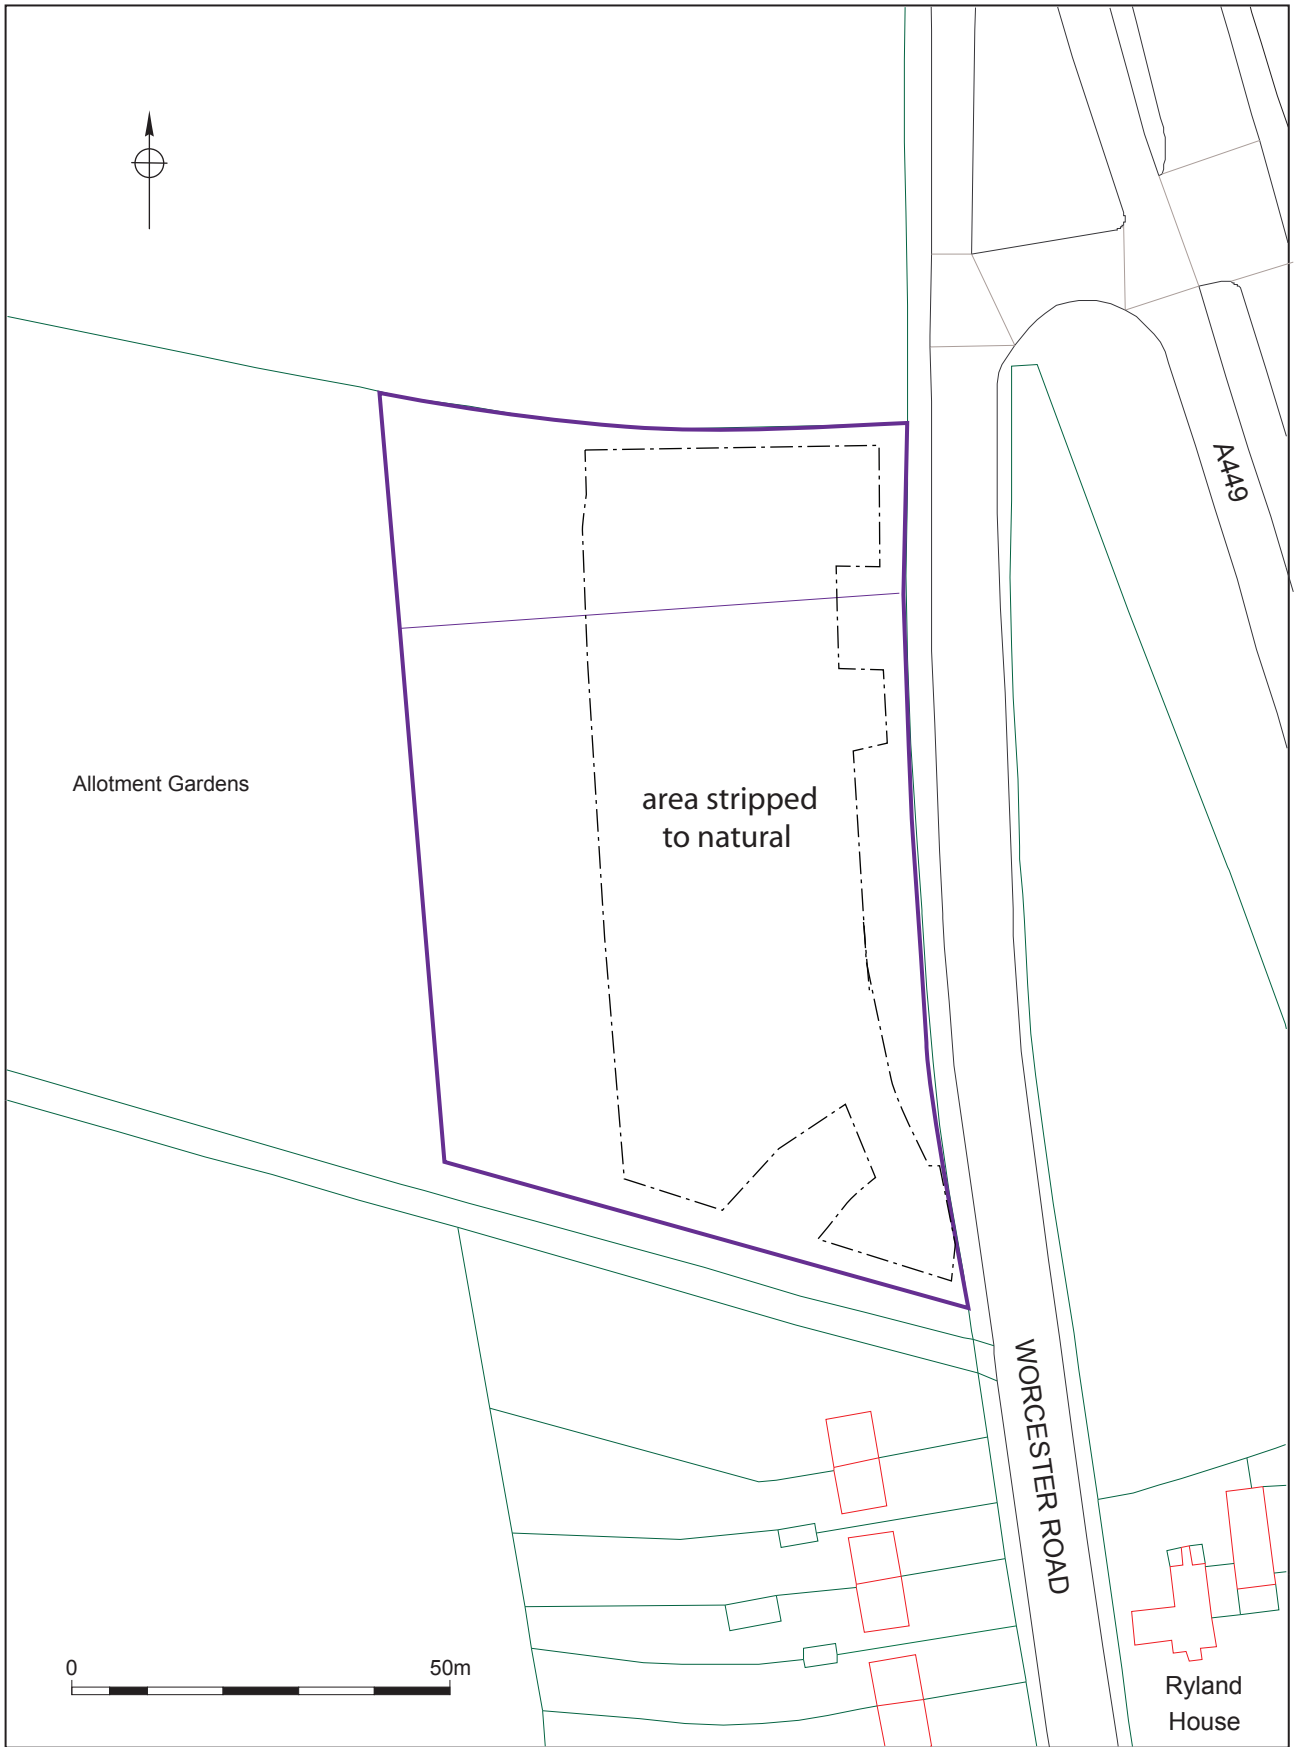 A449
Allotment Gardens
area stripped
to natural
WORCESTER ROAD
0 50m
Ryland
House